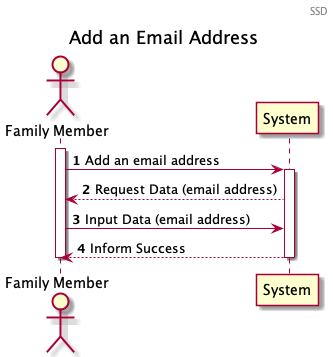 SSD
Add an Email Address
Family Member
System
1 Add an email address
2 Request Data (email address)
3 Input Data (email address)
4 Inform Success
Family Member
System